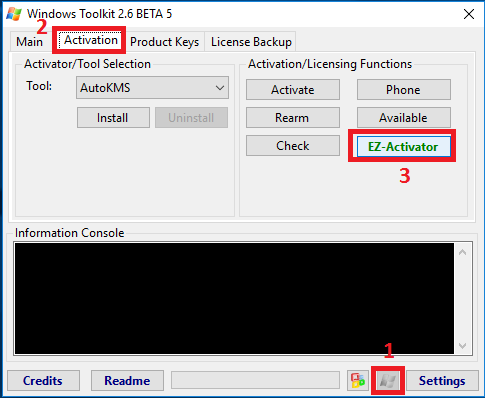 Windows Toolkit 2.6 BETA 5
2
Main Activation Product Keys License Backup
Activator/Tool Selection
Tool: AutoKMS
Install Uninstall
Activation/Licensing Functions
Activate Phone
Rearm Available
Check EZ-Activator
3
Information Console
1
Credits Readme Settings